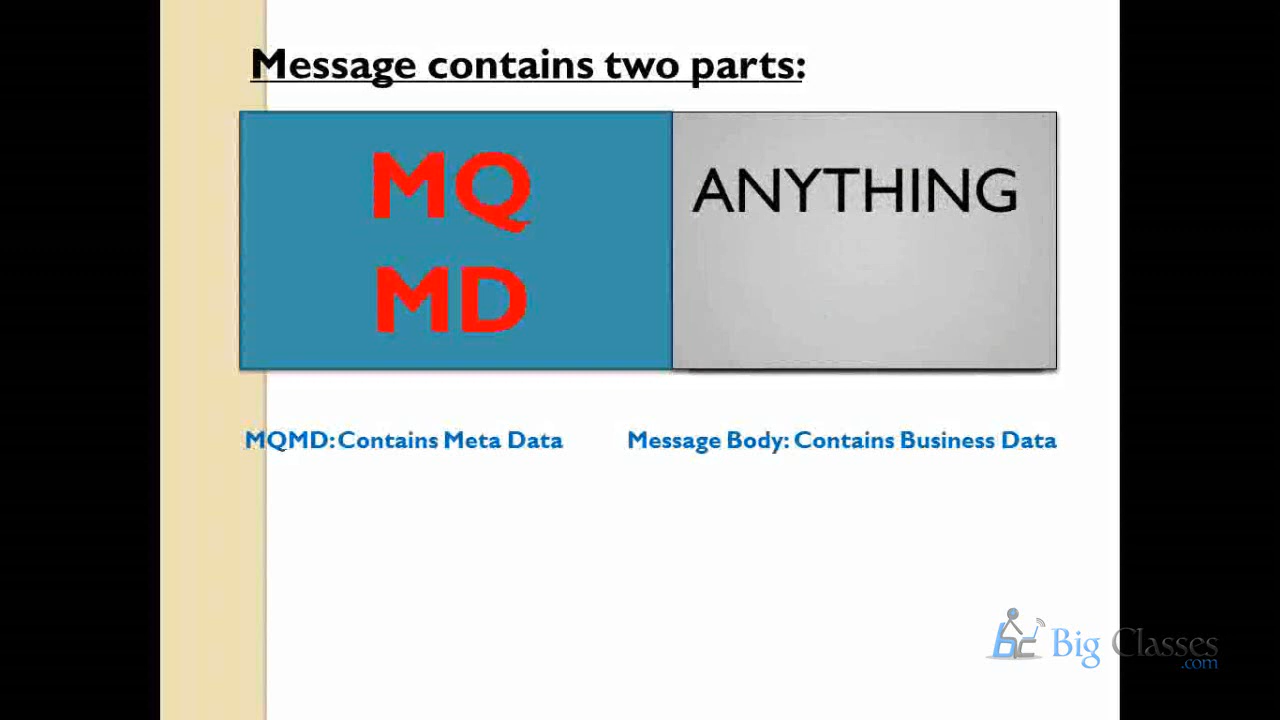 Message contains two parts:
MQ
MD
ANYTHING
MQMD: Contains Meta Data
Message Body: Contains Business Data
bc Big Classes
.com